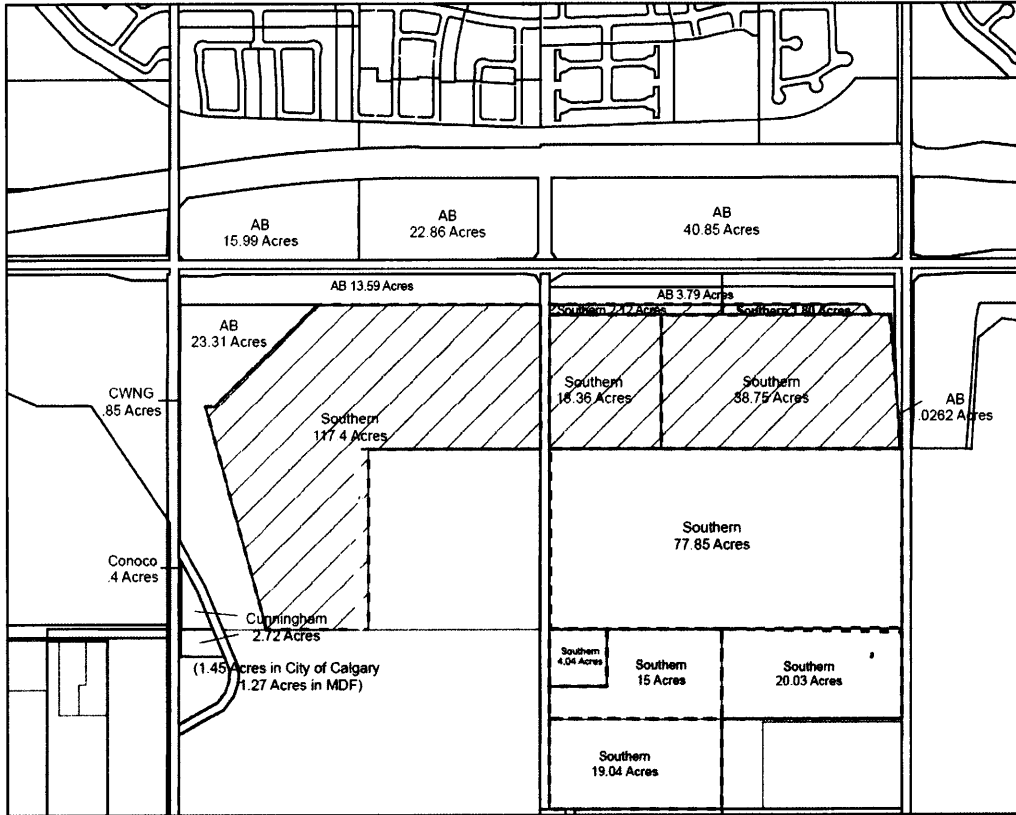 AB
15.99 Acres
AB
22.86 Acres
AB
40.85 Acres
AB 13.59 Acres
AB 3.79 Acres
Southern 2.12 Acres
Southern 1.80 Acres
AB
23.31 Acres
CWNG
.85 Acres
Southern
117.4 Acres
Southern
18.36 Acres
Southern
38.75 Acres
AB
.0262 Acres
Southern
77.85 Acres
Conoco
.4 Acres
Cunningham
2.72 Acres
(1.45 Acres in City of Calgary
1.27 Acres in MDF)
Southern
4.04 Acres
Southern
15 Acres
Southern
20.03 Acres
Southern
19.04 Acres